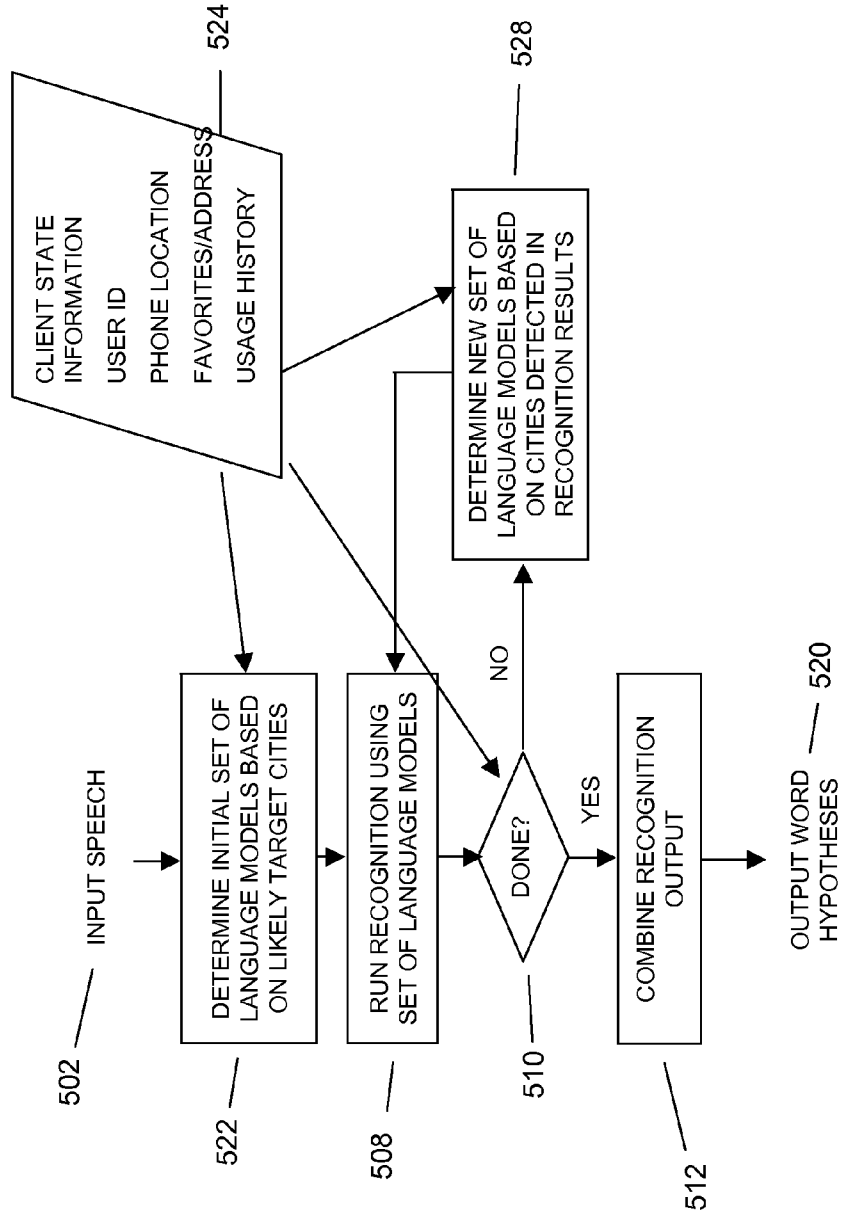 502
INPUT SPEECH
522
DETERMINE INITIAL SET OF
LANGUAGE MODELS BASED
ON LIKELY TARGET CITIES
524
CLIENT STATE
INFORMATION
USER ID
PHONE LOCATION
FAVORITES/ADDRESS
USAGE HISTORY
508
RUN RECOGNITION USING
SET OF LANGUAGE MODELS
528
DETERMINE NEW SET OF
LANGUAGE MODELS BASED
ON CITIES DETECTED IN
RECOGNITION RESULTS
510
DONE?
NO
YES
512
COMBINE RECOGNITION
OUTPUT
OUTPUT WORD
HYPOTHESES
520